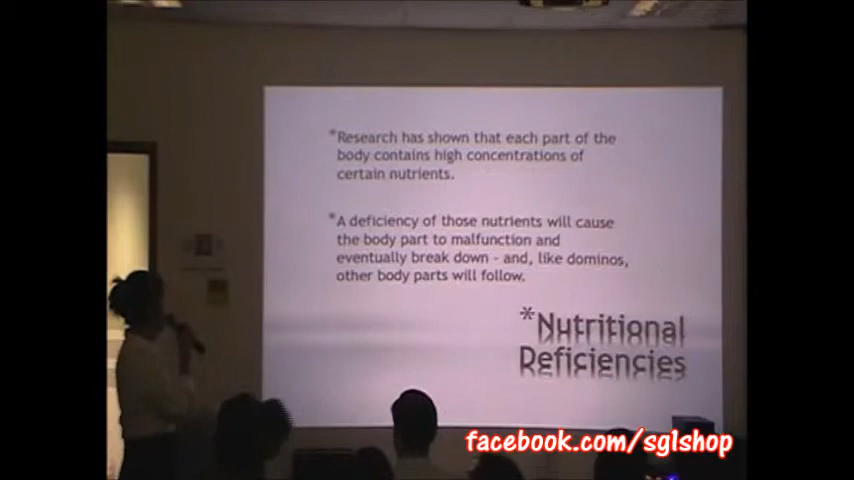 *Research has shown that each part of the
body contains high concentrations of
certain nutrients.
*A deficiency of those nutrients will cause
the body part to malfunction and
eventually break down - and, like dominos,
other body parts will follow.
*Nutritional
Deficiencies
facebook.com/sg1shop